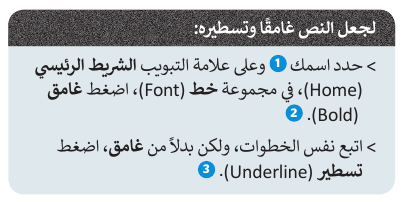 لجعل النص غامقًا وتسطيره:
> حدد اسمك 1 وعلى علامة التبويب الشريط الرئيسي
(Home)، في مجموعة خط (Font)، اضغط غامق
(Bold). 2
> اتبع نفس الخطوات، ولكن بدلاً من غامق، اضغط
تسطير (Underline). 3